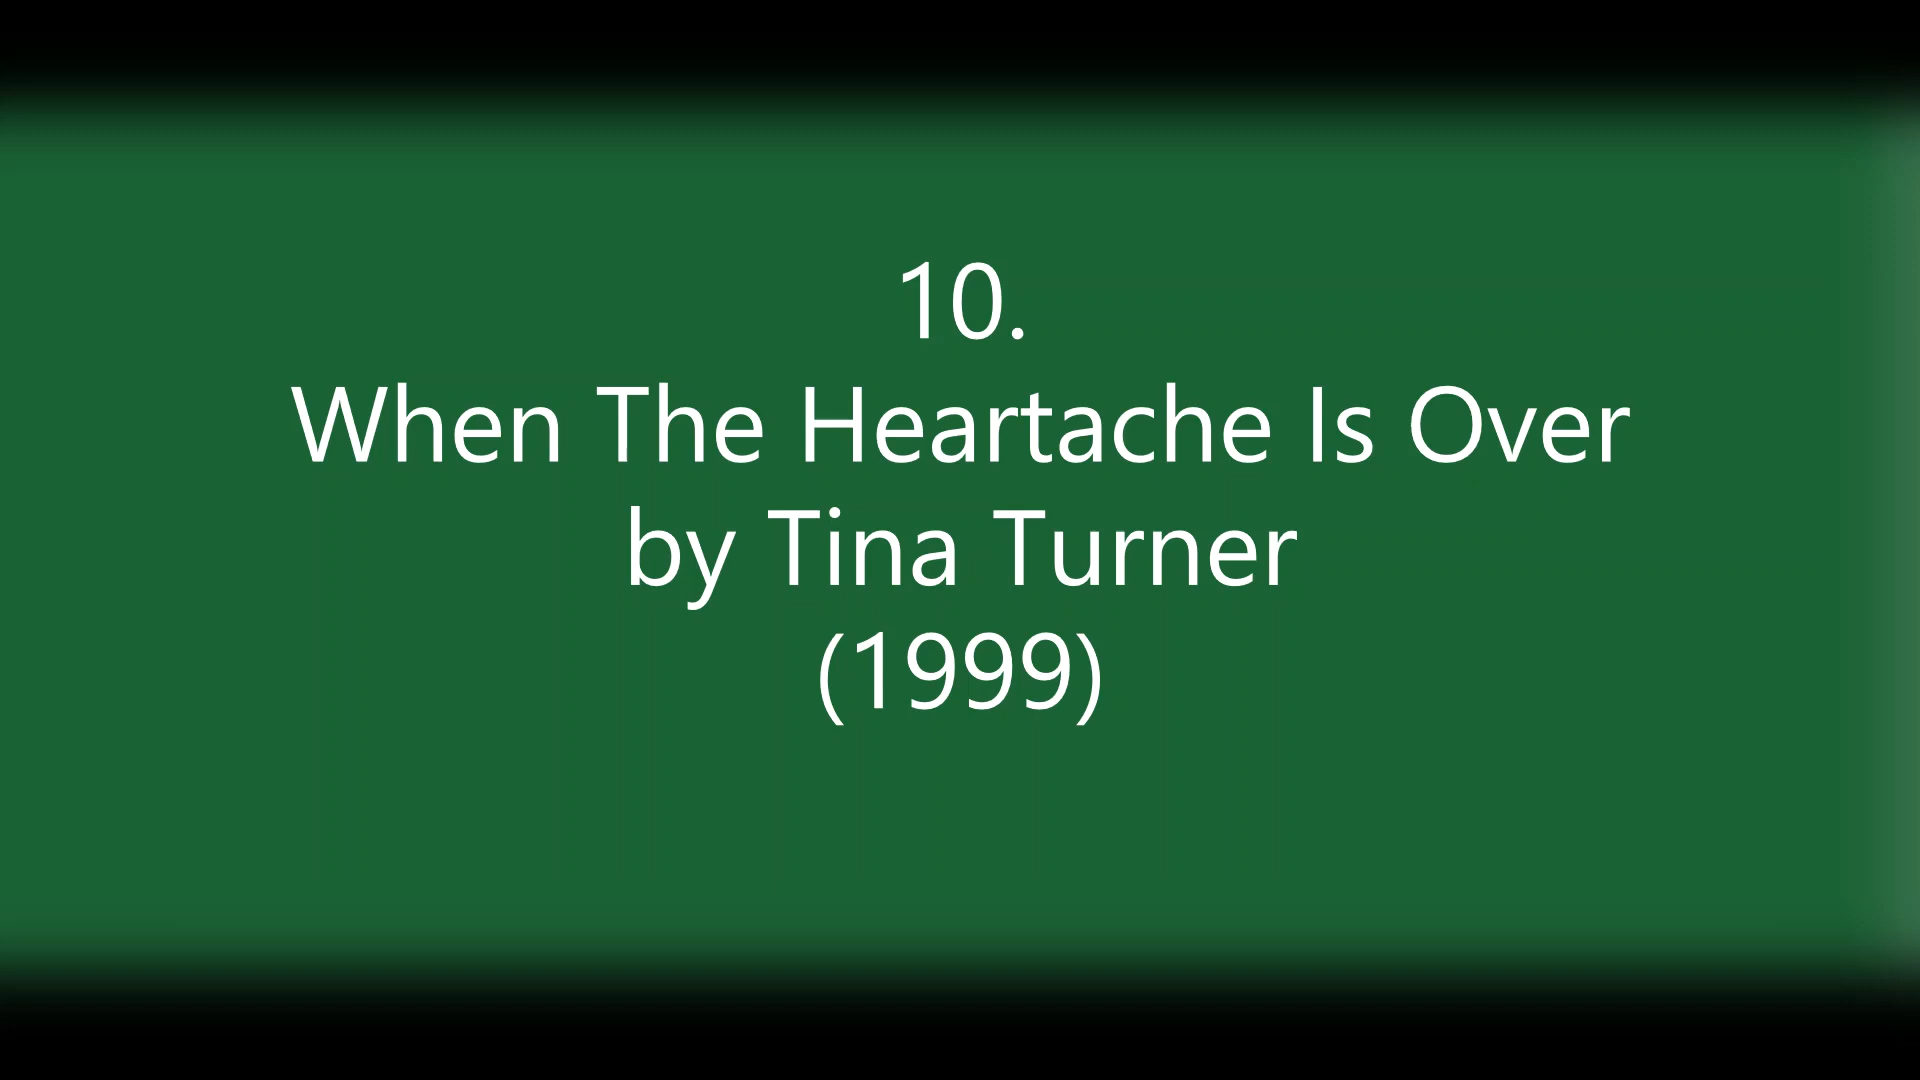 10.
When The Heartache Is Over
by Tina Turner
(1999)